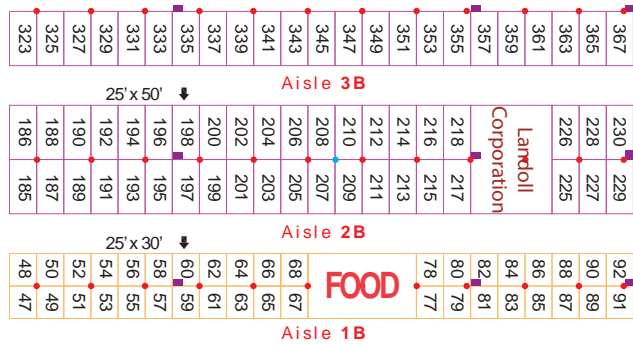 323 325 327 329 331 333 335 337 339 341 343 345 347 349 351 353 355 357 359 361 363 365 367
Aisle 3B
25' x 50'
186 188 190 192 194 196 198 200 202 204 206 208 210 212 214 216 218 Landoll Corporation 226 228 230
185 187 189 191 193 195 197 199 201 203 205 207 209 211 213 215 217 225 227 229
Aisle 2B
25' x 30'
48 50 52 54 56 58 60 62 64 66 68 FOOD 78 80 82 84 86 88 90 92
47 49 51 53 55 57 59 61 63 65 67 77 79 81 83 85 87 89 91
Aisle 1B